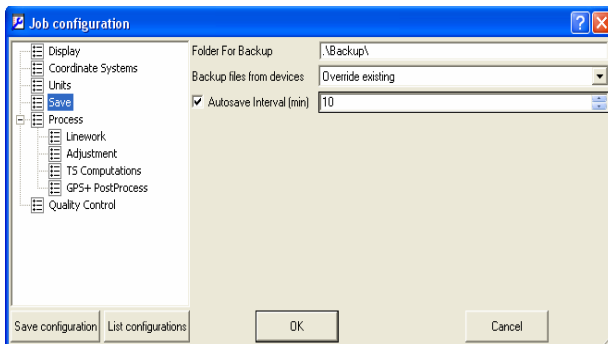 Job configuration
Display
Coordinate Systems
Units
Save
Process
Linework
Adjustment
TS Computations
GPS+ PostProcess
Quality Control
Folder For Backup
.\Backup\
Backup files from devices
Override existing
Autosave Interval (min)
10
Save configuration
List configurations
OK
Cancel